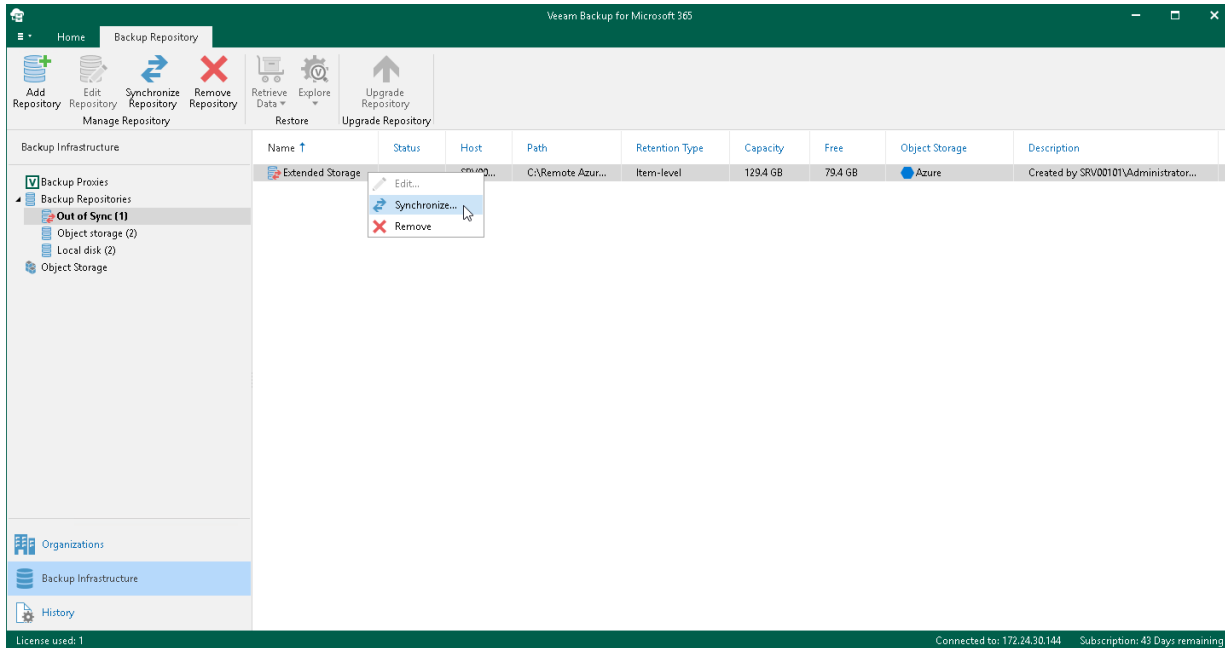 Veeam Backup for Microsoft 365
Home Backup Repository
Add Repository
Edit Repository
Synchronize Repository
Remove Repository
Retrieve Data
Explore
Upgrade Repository
Manage Repository Restore Upgrade Repository
Backup Infrastructure
Name Status Host Path Retention Type Capacity Free Object Storage Description
V Backup Proxies
Backup Repositories
Out of Sync (1)
Object storage (2)
Local disk (2)
Object Storage
Extended Storage C:\Remote Azur... Item-level 129.4 GB 79.4 GB Azure Created by SRV00101\Administrator...
Edit...
Synchronize...
Remove
Organizations
Backup Infrastructure
History
License used: 1
Connected to: 172.24.30.144 Subscription: 43 Days remaining